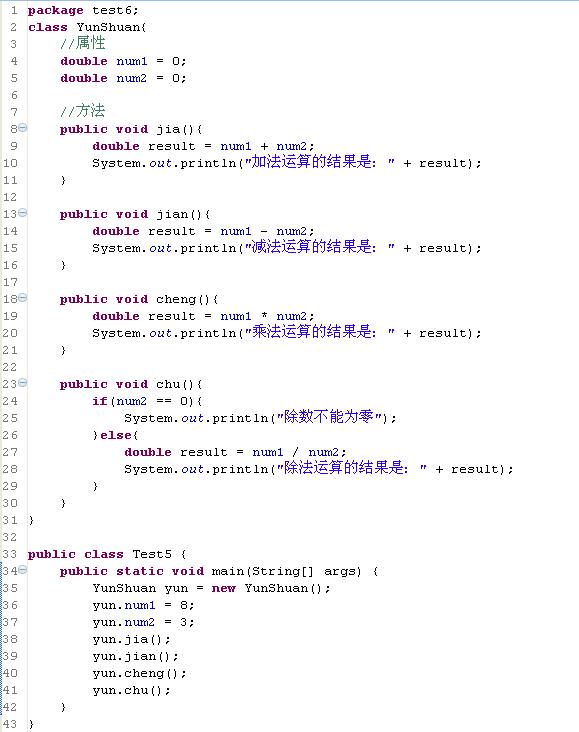 1 package test6;
2 class YunShuan{
3     //属性
4     double num1 = 0;
5     double num2 = 0;
6
7     //方法
8     public void jia(){
9         double result = num1 + num2;
10         System.out.println("加法运算的结果是: " + result);
11     }
12
13     public void jian(){
14         double result = num1 - num2;
15         System.out.println("减法运算的结果是: " + result);
16     }
17
18     public void cheng(){
19         double result = num1 * num2;
20         System.out.println("乘法运算的结果是: " + result);
21     }
22
23     public void chu(){
24         if(num2 == 0){
25             System.out.println("除数不能为零");
26         }else{
27             double result = num1 / num2;
28             System.out.println("除法运算的结果是: " + result);
29         }
30     }
31 }
32
33 public class Test5 {
34     public static void main(String[] args) {
35         YunShuan yun = new YunShuan();
36         yun.num1 = 8;
37         yun.num2 = 3;
38         yun.jia();
39         yun.jian();
40         yun.cheng();
41         yun.chu();
42     }
43 }